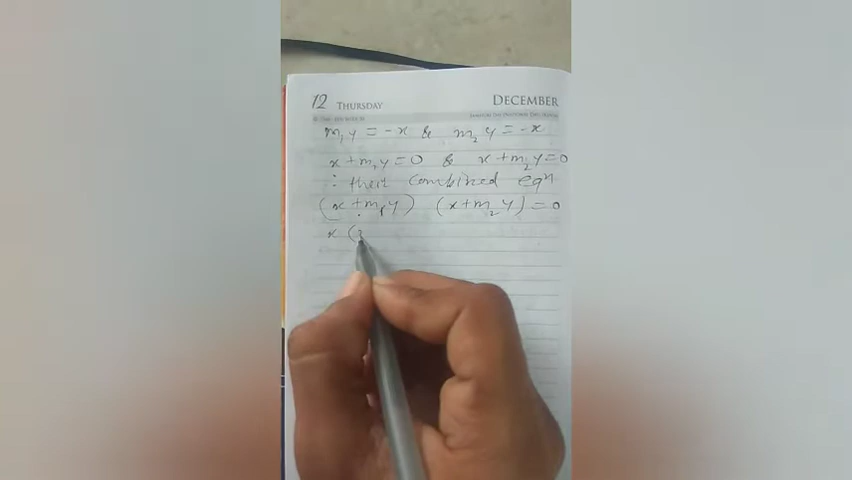 12 THURSDAY DECEMBER
m₁y = -x & m₂y = -x
x + m₁y = 0 & x + m₂y = 0
∴ their combined eqn
(x + m₁y) (x + m₂y) = 0
x (